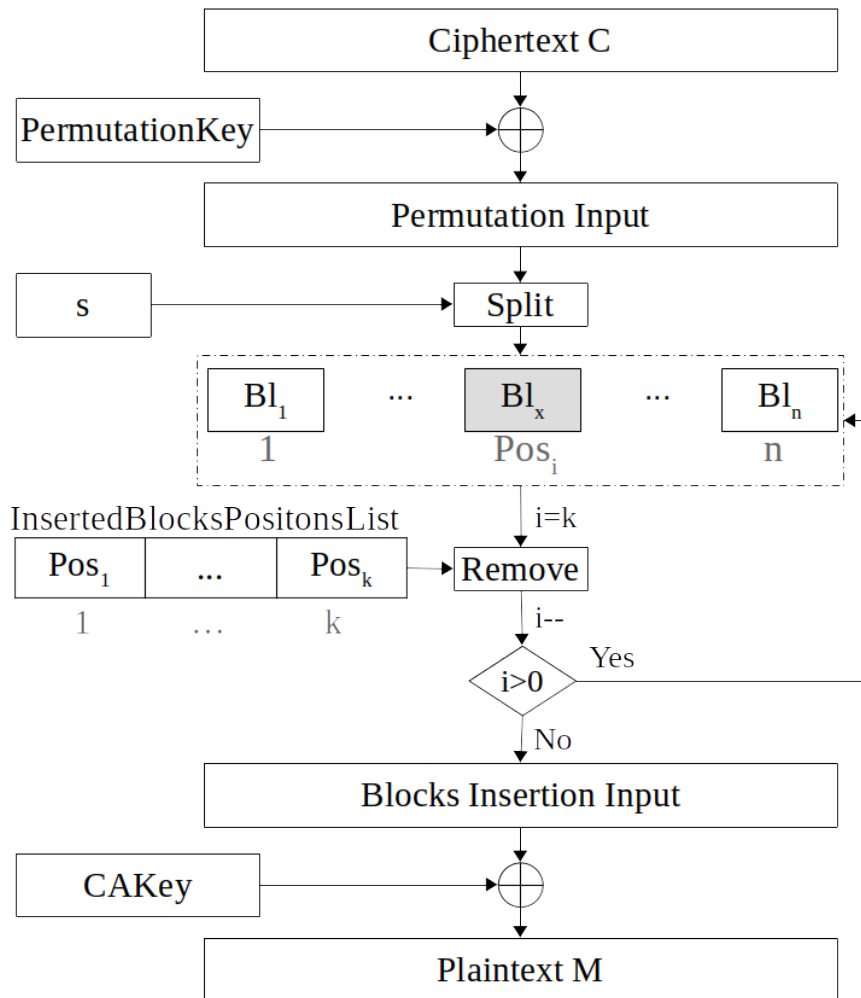 Ciphertext C
PermutationKey
Permutation Input
s
Split
Bl1 ... Blx ... Bln
1 Posi n
i=k
InsertedBlocksPositonsList
Pos1 ... Posk
Remove
1 ... k
i--
Yes
i>0
No
Blocks Insertion Input
CAKey
Plaintext M